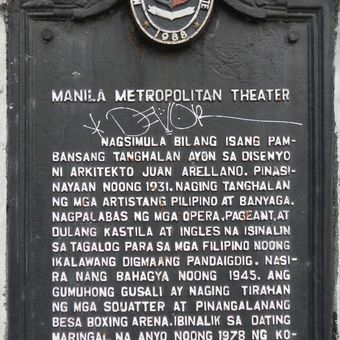 1988
MANILA METROPOLITAN THEATER
NAGSIMULA BILANG ISANG PAM-
BANSANG TANGHALAN AYON SA DISENYO
NI ARKITEKTO JUAN ARELLANO. PINASI-
NAYAAN NOONG 1931. NAGING TANGHALAN
NG MGA ARTISTANG PILIPINO AT BANYAGA.
NAGPALABAS NG MGA OPERA, PAGEANT, AT
DULANG KASTILA AT INGLES NA ISINALIN
SA TAGALOG PARA SA MGA FILIPINO NOONG
IKALAWANG DIGMAANG PANDAIGDIG. NASI-
RA NANG BAHAGYA NOONG 1945. ANG
GUMUHONG GUSALI AY NAGING TIRAHAN
NG MGA SQUATTER AT PINANGALANANG
BESA BOXING ARENA. IBINALIK SA DATING
MARINGAL NA ANYO NOONG 1978 NG KO-